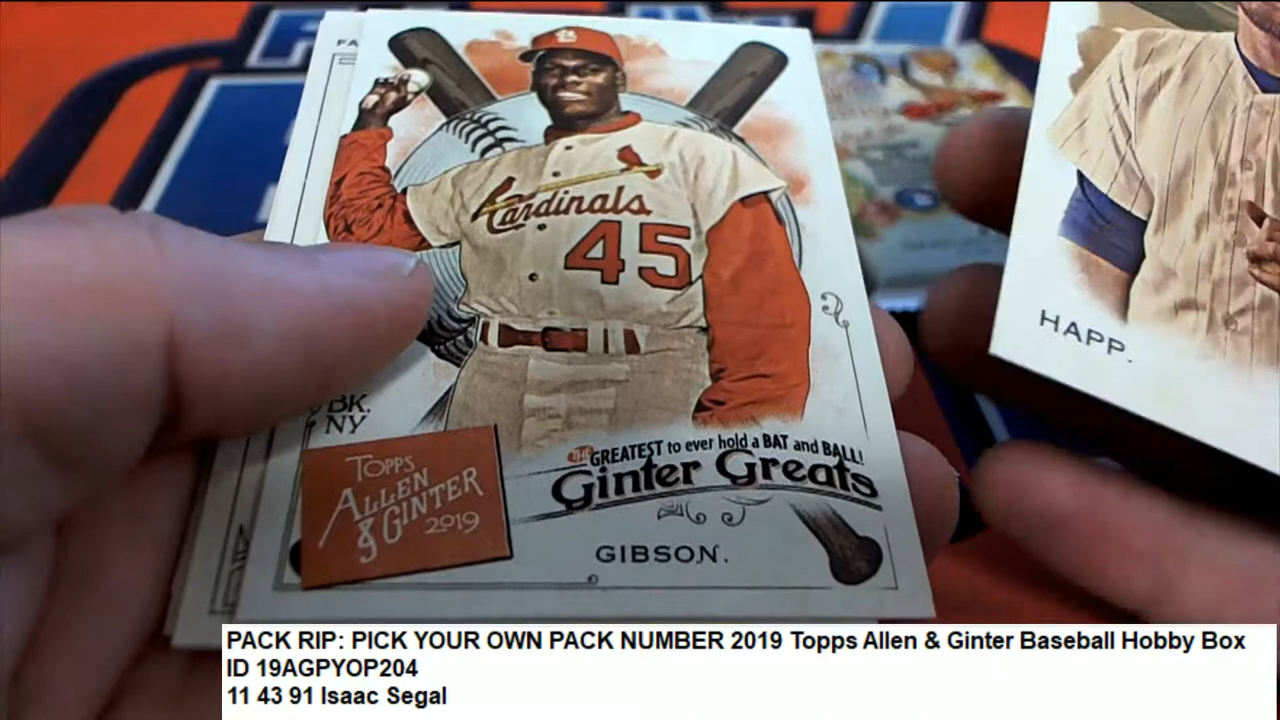 FA
Cardinals
45
HAPP.
BK.
NY
TOPPS
ALLEN
& GINTER
2019
THE GREATEST to ever hold a BAT and BALL!
Ginter Greats
GIBSON.
PACK RIP: PICK YOUR OWN PACK NUMBER 2019 Topps Allen & Ginter Baseball Hobby Box
ID 19AGPYOP204
11 43 91 Isaac Segal